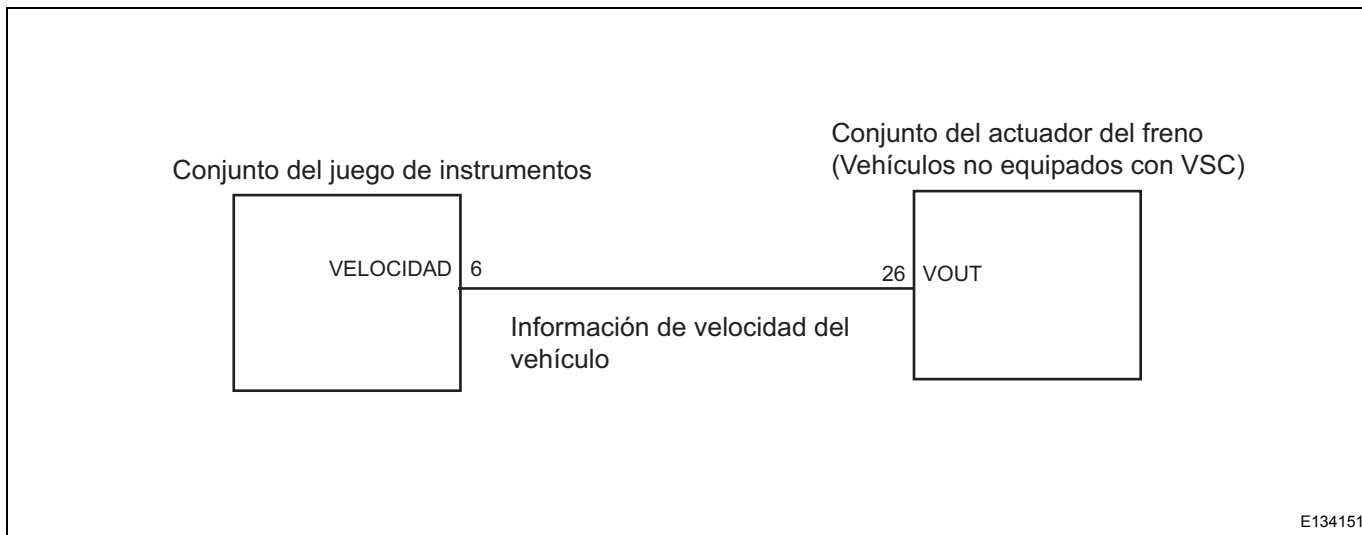 Conjunto del actuador del freno
(Vehículos no equipados con VSC)
Conjunto del juego de instrumentos
VELOCIDAD 6
26 VOUT
Información de velocidad del
vehículo
E134151